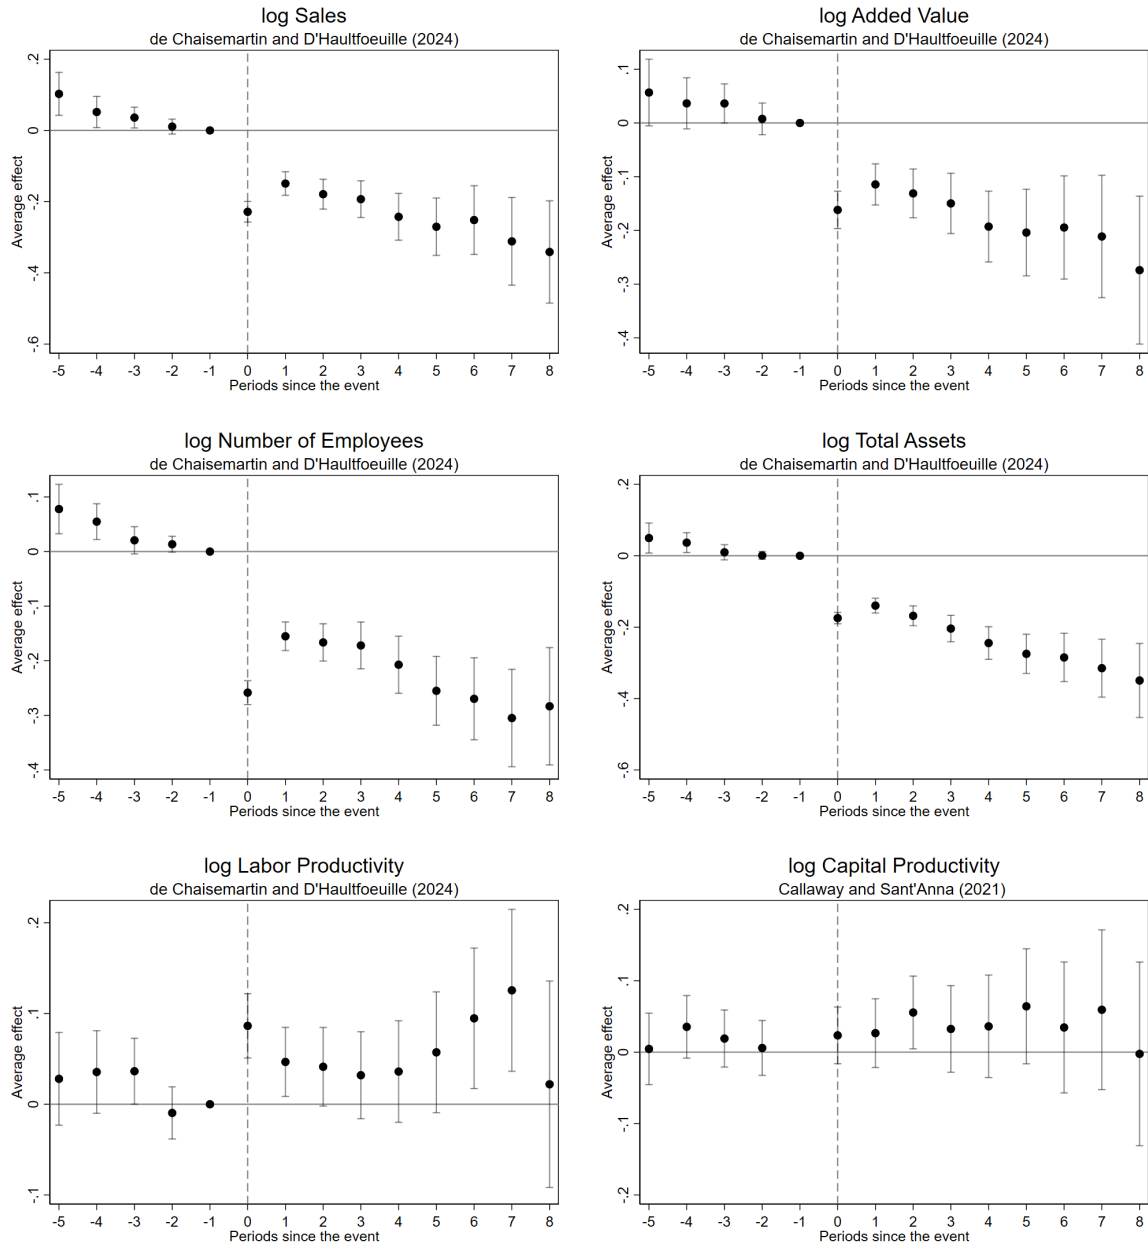 log Sales
de Chaisemartin and D'Haultfoeuille (2024)
Average effect
.2
0
-.2
-.4
-.6
-5 -4 -3 -2 -1 0 1 2 3 4 5 6 7 8
Periods since the event
log Added Value
de Chaisemartin and D'Haultfoeuille (2024)
Average effect
.1
0
-.1
-.2
-.3
-.4
-5 -4 -3 -2 -1 0 1 2 3 4 5 6 7 8
Periods since the event
log Number of Employees
de Chaisemartin and D'Haultfoeuille (2024)
Average effect
.1
0
-.1
-.2
-.3
-.4
-5 -4 -3 -2 -1 0 1 2 3 4 5 6 7 8
Periods since the event
log Total Assets
de Chaisemartin and D'Haultfoeuille (2024)
Average effect
.2
0
-.2
-.4
-.6
-5 -4 -3 -2 -1 0 1 2 3 4 5 6 7 8
Periods since the event
log Labor Productivity
de Chaisemartin and D'Haultfoeuille (2024)
Average effect
.2
.1
0
-.1
-5 -4 -3 -2 -1 0 1 2 3 4 5 6 7 8
Periods since the event
log Capital Productivity
Callaway and Sant'Anna (2021)
Average effect
.2
.1
0
-.1
-.2
-5 -4 -3 -2 -1 0 1 2 3 4 5 6 7 8
Periods since the event